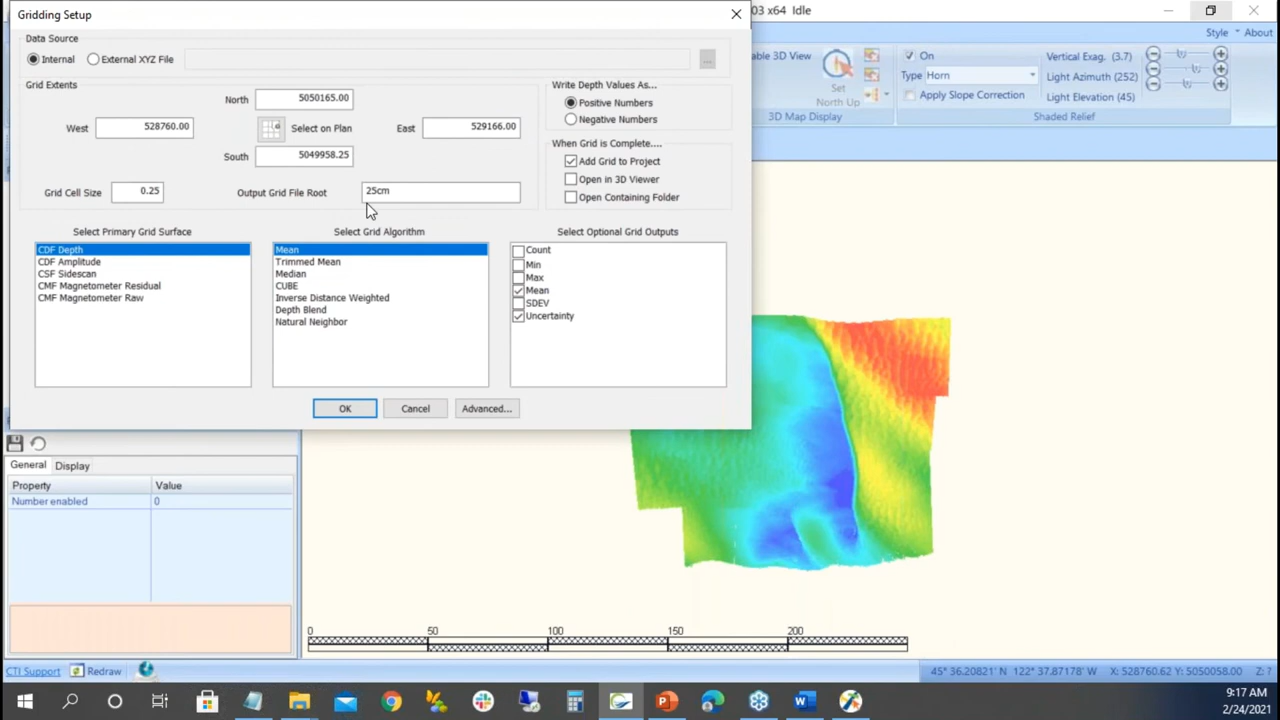 Gridding Setup
03 x64 Idle
Style
About
Data Source
Internal
External XYZ File
...
Grid Extents
North
5050165.00
West
528760.00
Select on Plan
East
529166.00
South
5049958.25
Grid Cell Size
0.25
Output Grid File Root
25cm
Write Depth Values As...
Positive Numbers
Negative Numbers
When Grid is Complete....
Add Grid to Project
Open in 3D Viewer
Open Containing Folder
Select Primary Grid Surface
CDF Depth
CDF Amplitude
CSF Sidescan
CMF Magnetometer Residual
CMF Magnetometer Raw
Select Grid Algorithm
Mean
Trimmed Mean
Median
CUBE
Inverse Distance Weighted
Depth Blend
Natural Neighbor
Select Optional Grid Outputs
Count
Min
Max
Mean
SDEV
Uncertainty
OK
Cancel
Advanced...
able 3D View
Set
North Up
3D Map Display
On
Type
Horn
Apply Slope Correction
Vertical Exag. (3.7)
Light Azimuth (252)
Light Elevation (45)
Shaded Relief
General
Display
Property
Value
Number enabled
0
0
50
100
150
200
CTI Support
Redraw
45° 36.20821' N 122° 37.87178' W X: 528760.62 Y: 5050058.00 Z: ?
9:17 AM
2/24/2021